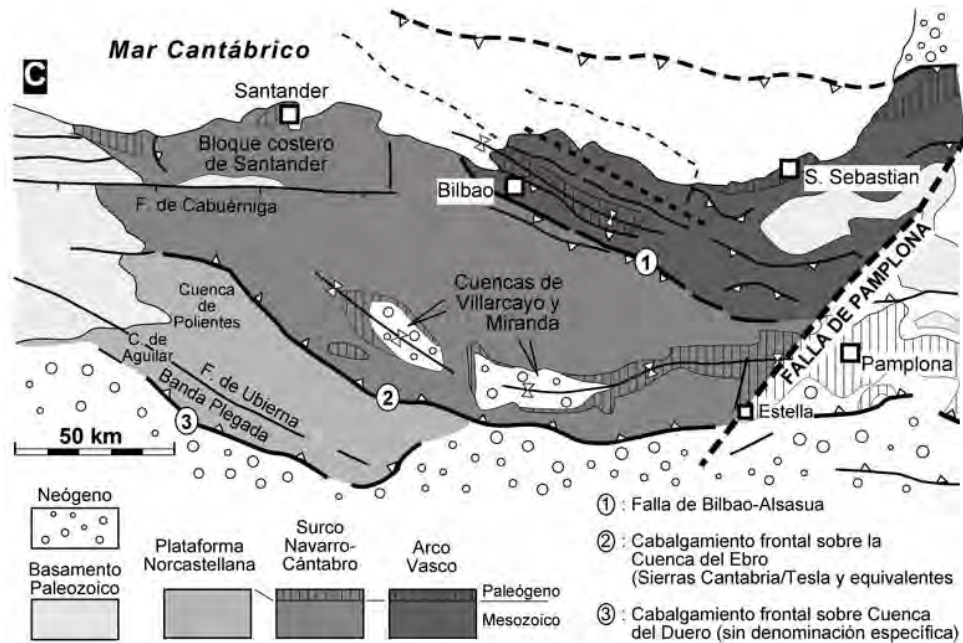 Mar Cantábrico
C
Santander
Bloque costero
de Santander
F. de Cabuérniga
Bilbao
S. Sebastian
1
FALLA DE PAMPLONA
Cuenca
de
Polientes
Cuencas de
Villarcayo y
Miranda
C. de
Aguilar
F. de Ubierna
Banda Plegada
2
3
Pamplona
Estella
50 km
Neógeno
Basamento
Paleozoico
Plataforma
Norcastellana
Surco
Navarro-
Cántabro
Arco
Vasco
Paleógeno
Mesozoico
1 : Falla de Bilbao-Alsasua
2 : Cabalgamiento frontal sobre la
Cuenca del Ebro
(Sierras Cantabria/Tesla y equivalentes
3 : Cabalgamiento frontal sobre Cuenca
del Duero (sin denominación específica)